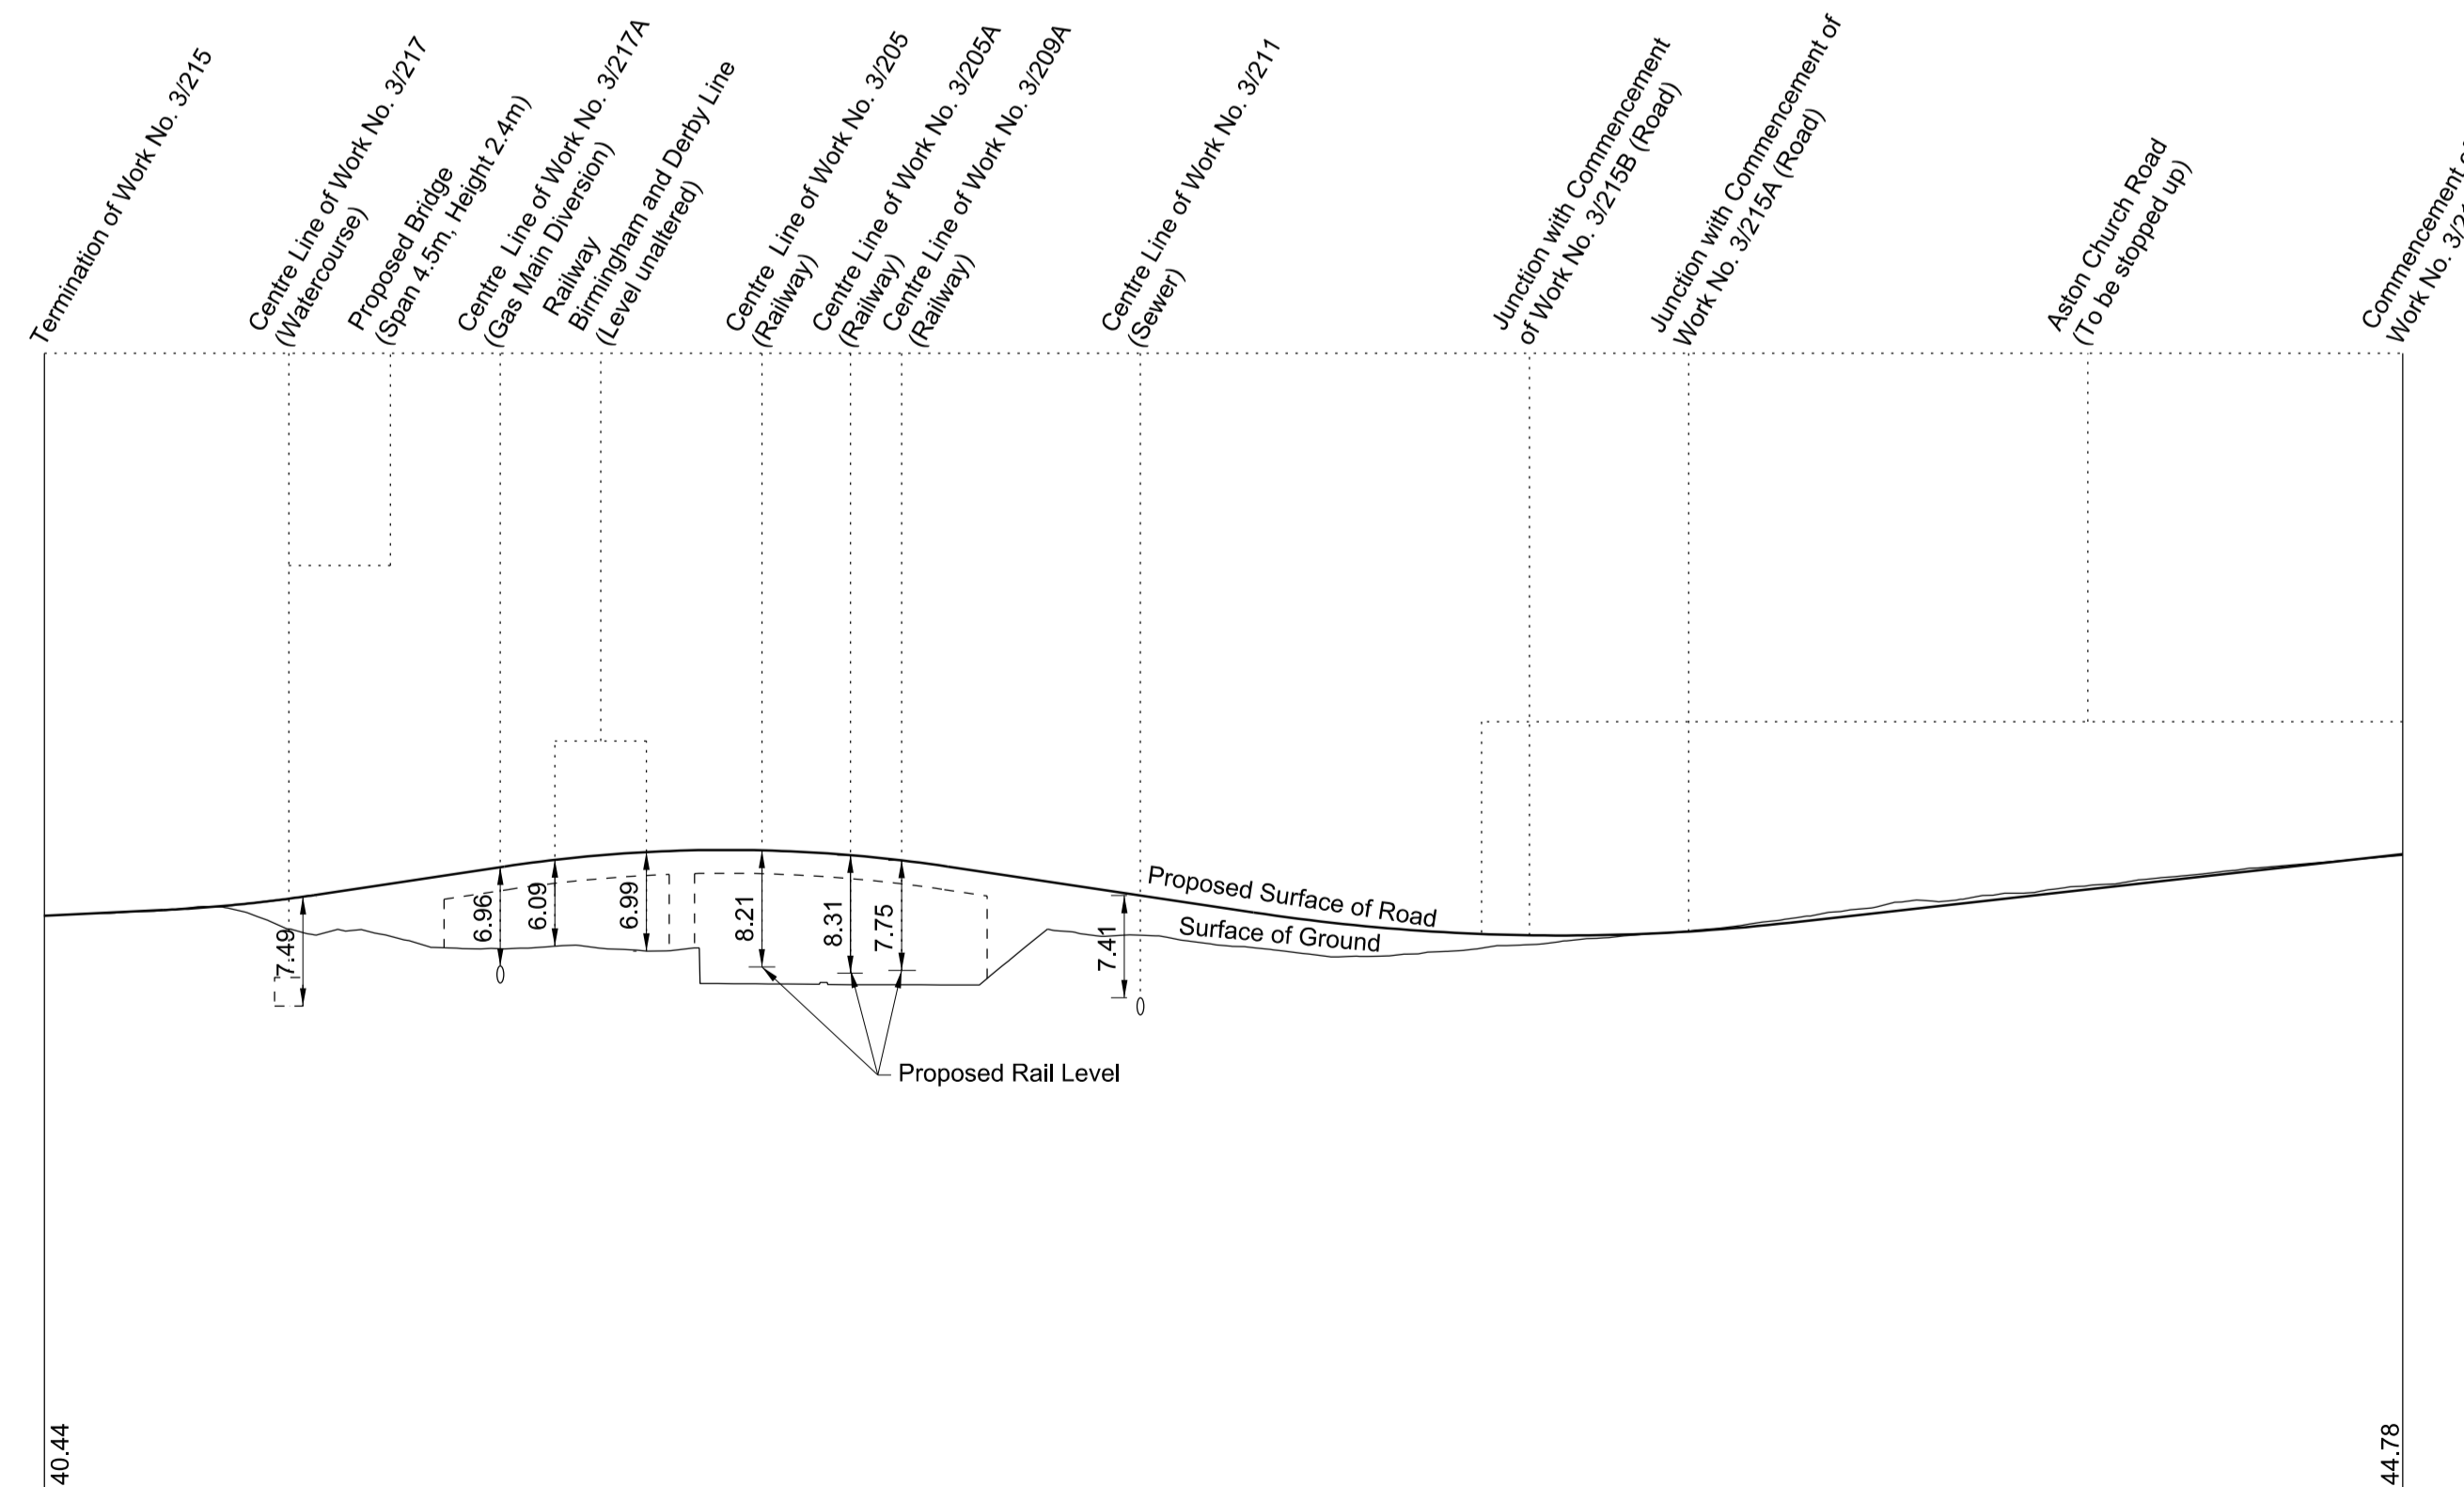 Termination of Work No. 3/215
Centre Line of Work No. 3/217
(Watercourse)
Proposed Bridge
(Span 4.5m, Height 2.4m)
Centre Line of Work No. 3/217A
(Gas Main Diversion)
Railway
Birmingham and Derby Line
(Level unaltered)
Centre Line of Work No. 3/205
(Railway)
Centre Line of Work No. 3/205A
(Railway)
Centre Line of Work No. 3/209A
(Railway)
Centre Line of Work No. 3/211
(Sewer)
Junction with Commencement
of Work No. 3/215B (Road)
Junction with Commencement of
Work No. 3/215A (Road)
Aston Church Road
(To be stopped up)
Commencement
Work No.
7.49
6.96
6.09
6.99
8.21
8.31
7.75
7.41
Proposed Surface of Road
Surface of Ground
Proposed Rail Level
40.44
44.78